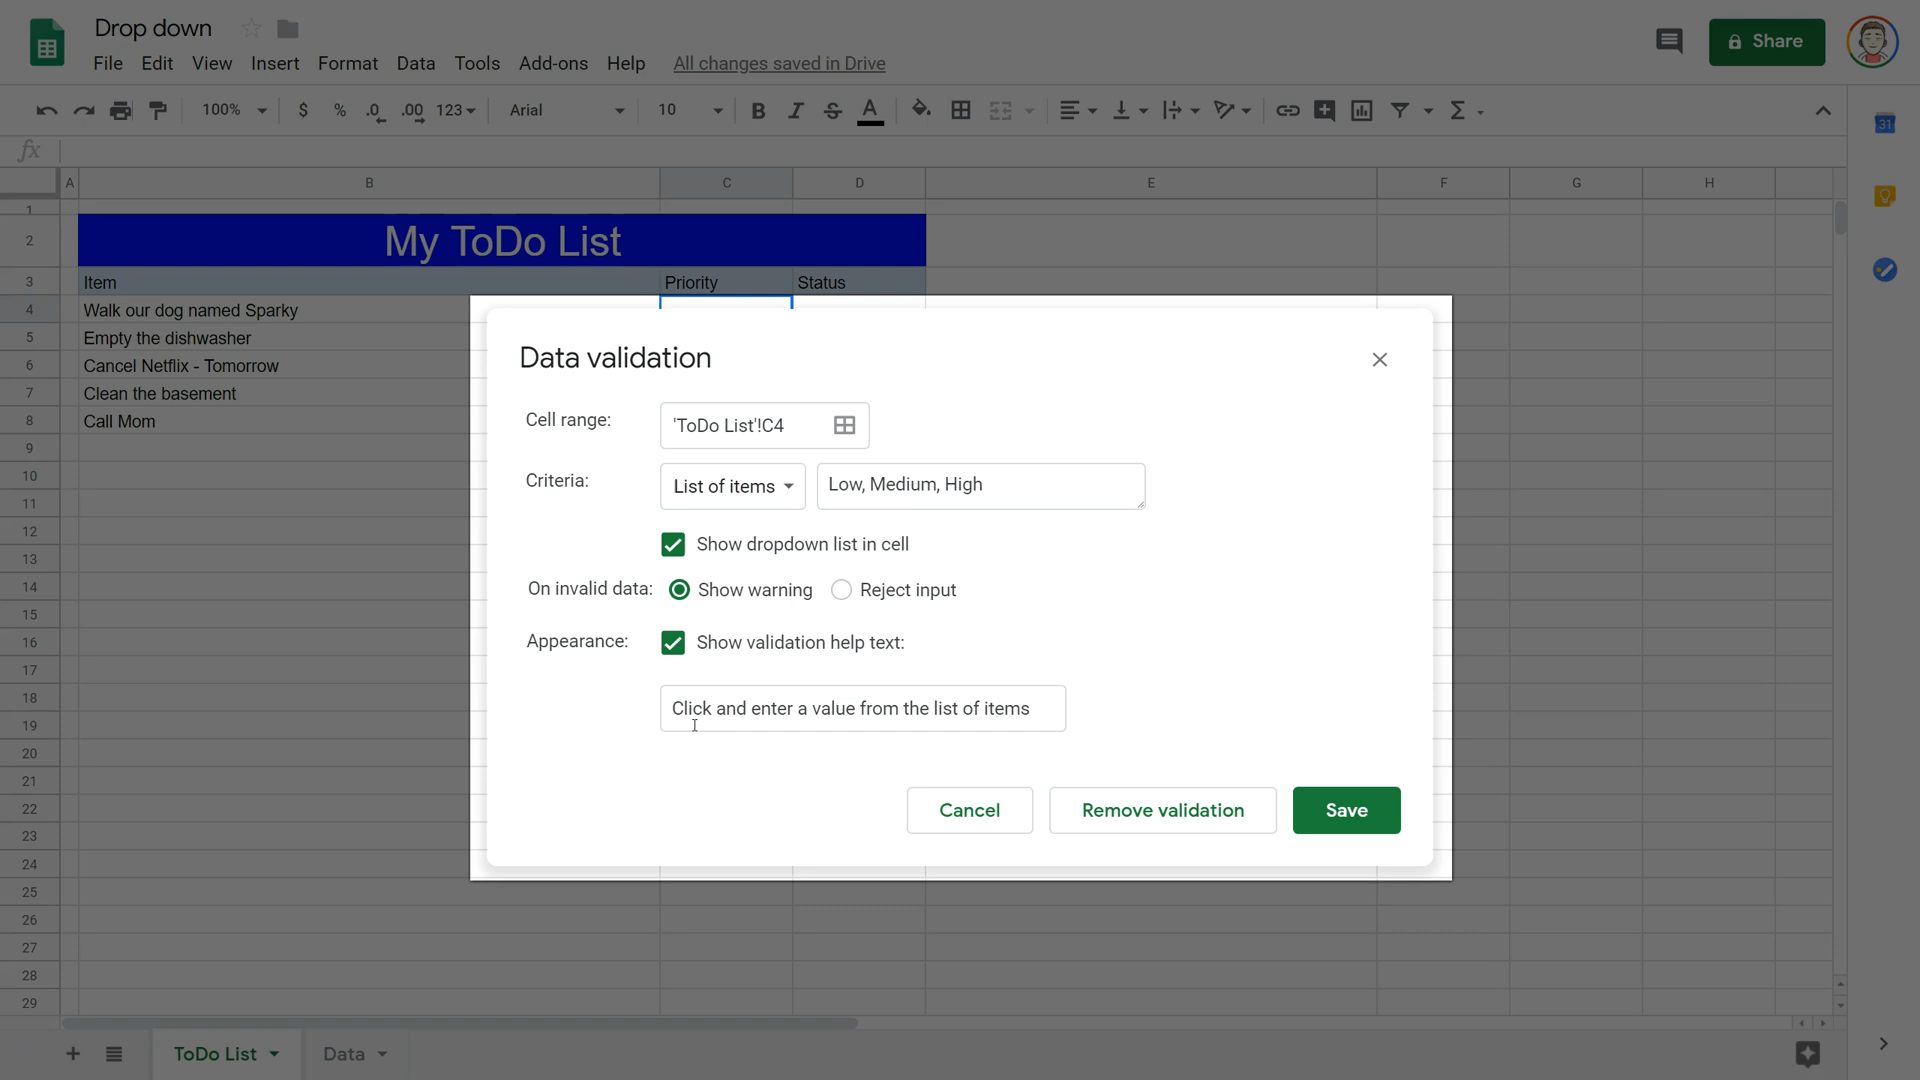 Drop down
File Edit View Insert Format Data Tools Add-ons Help All changes saved in Drive
Share
100% $ % .0 .00 123 Arial 10 B I S A Σ
31
fx
A B C D E F G H
1
2 My ToDo List
3 Item Priority Status
4 Walk our dog named Sparky
5 Empty the dishwasher
6 Cancel Netflix - Tomorrow
7 Clean the basement
8 Call Mom
9
10
11
12
13
14
15
16
17
18
19
20
21
22
23
24
25
26
27
28
29
Data validation
Cell range: 'ToDo List'!C4
Criteria: List of items Low, Medium, High
Show dropdown list in cell
On invalid data: Show warning Reject input
Appearance: Show validation help text:
Click and enter a value from the list of items
Cancel Remove validation Save
ToDo List Data